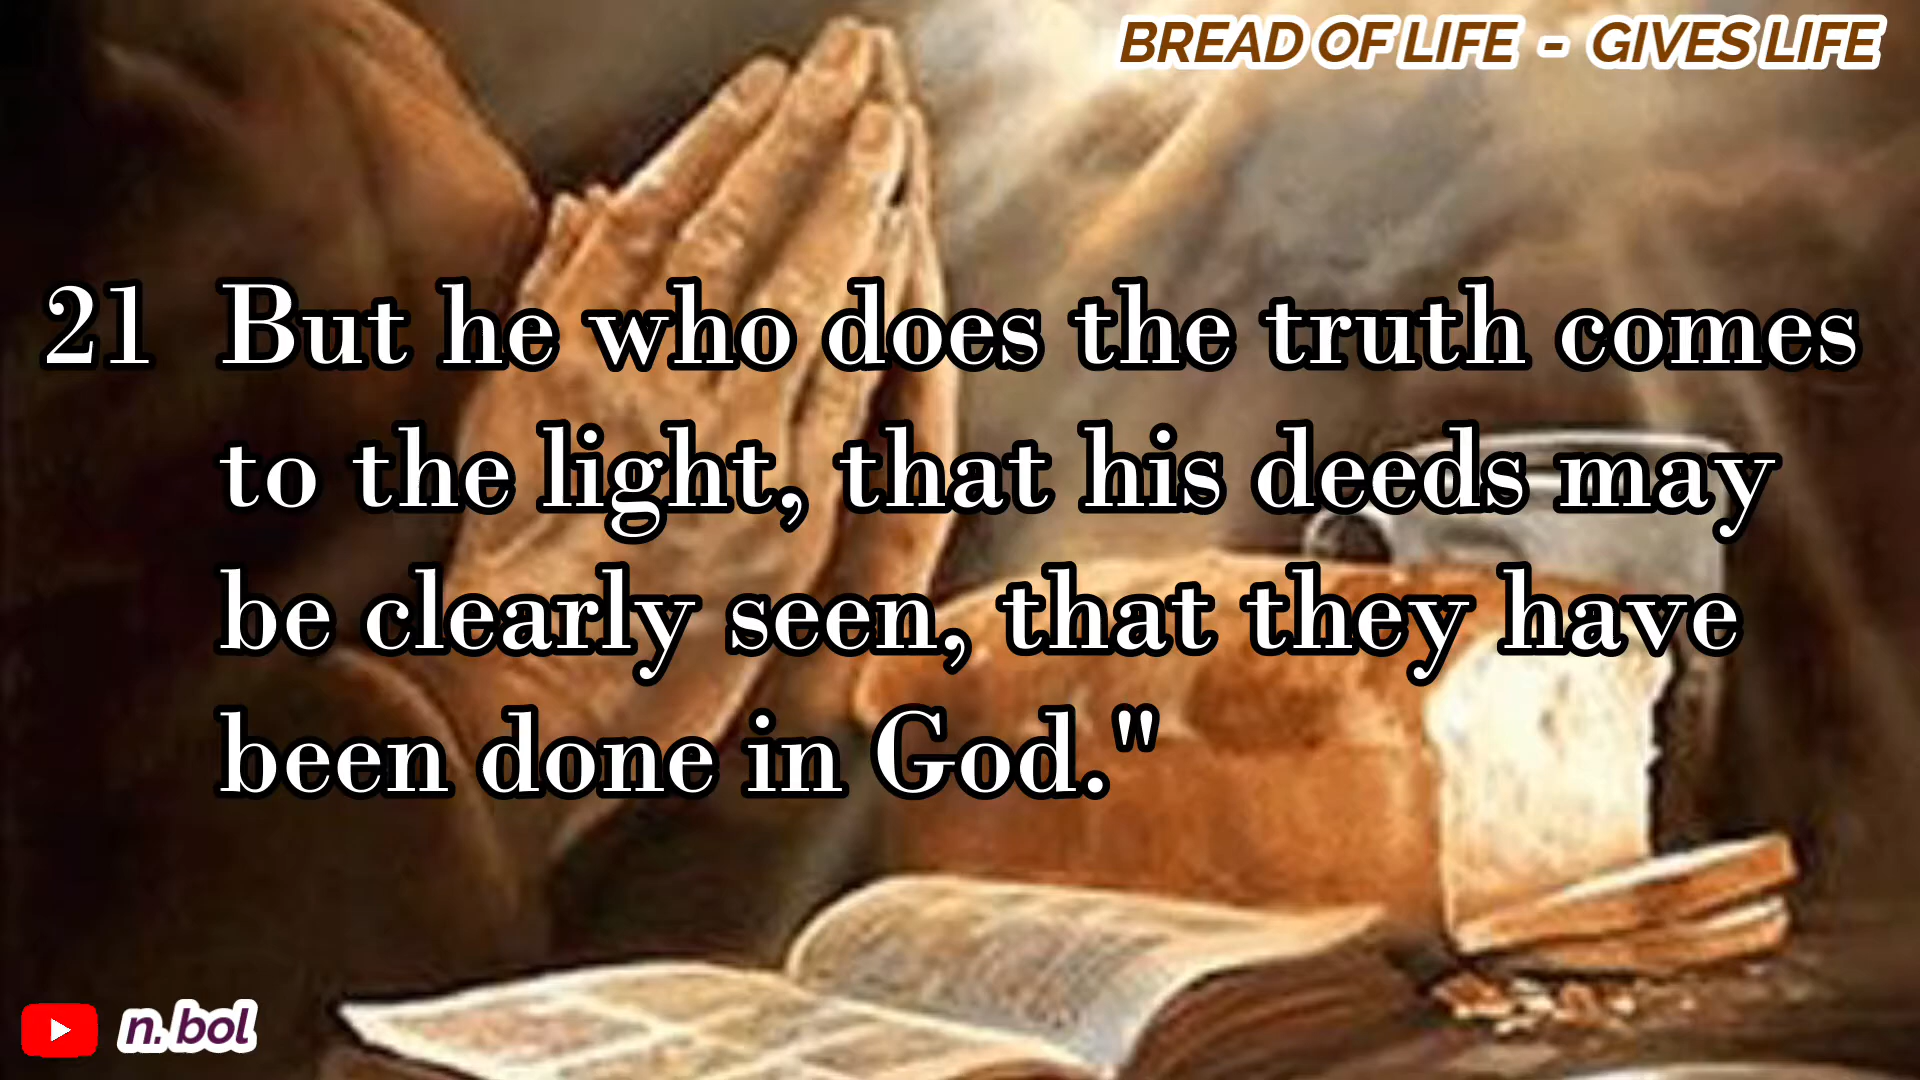 BREAD OF LIFE - GIVES LIFE
21 But he who does the truth comes
to the light, that his deeds may
be clearly seen, that they have
been done in God."
n.bol